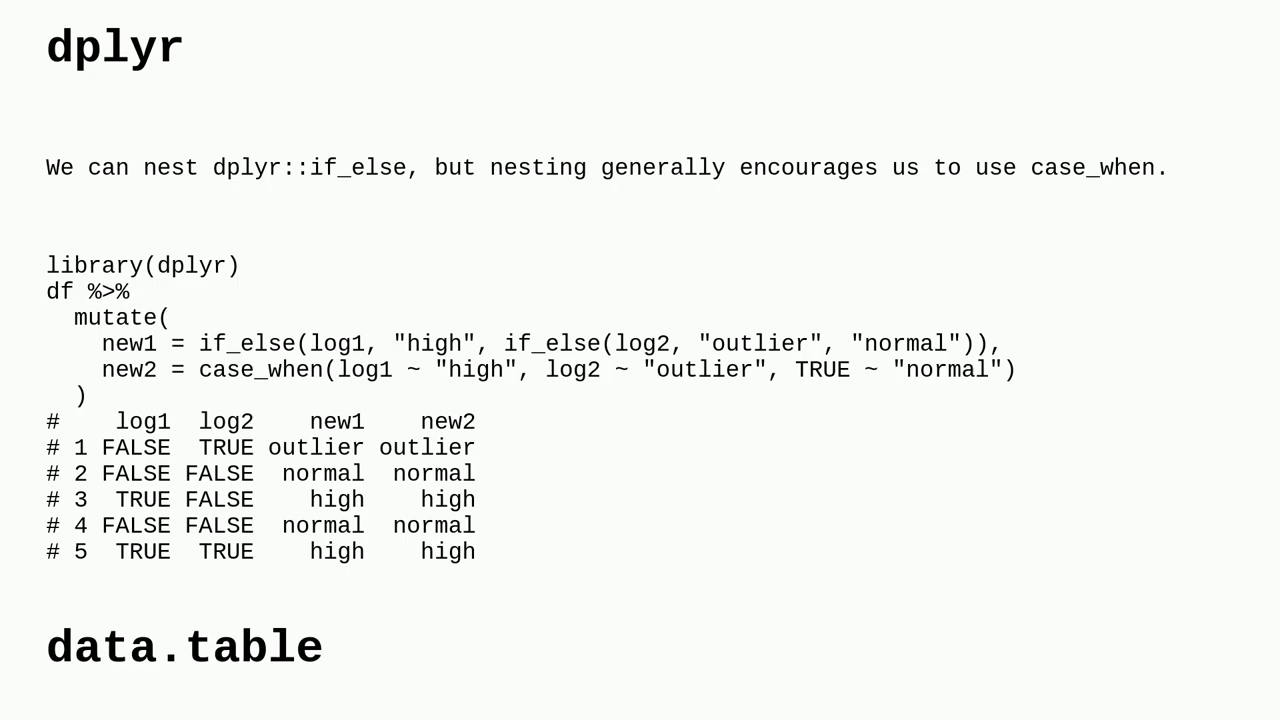 dplyr
We can nest dplyr::if_else, but nesting generally encourages us to use case_when.
library(dplyr)
df %>%
  mutate(
    new1 = if_else(log1, "high", if_else(log2, "outlier", "normal")),
    new2 = case_when(log1 ~ "high", log2 ~ "outlier", TRUE ~ "normal")
  )
#    log1  log2    new1    new2
# 1 FALSE  TRUE outlier outlier
# 2 FALSE FALSE  normal  normal
# 3  TRUE FALSE    high    high
# 4 FALSE FALSE  normal  normal
# 5  TRUE  TRUE    high    high
data.table